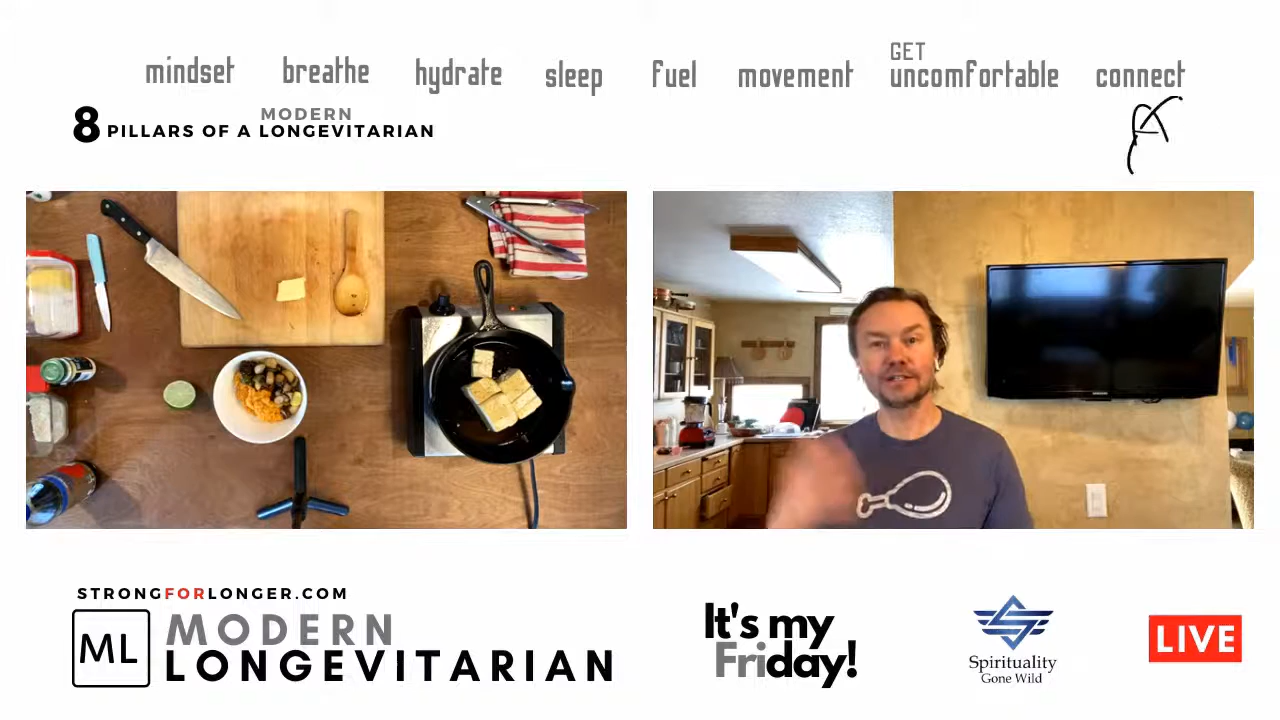 mindset breathe hydrate sleep fuel movement GET uncomfortable connect
8 PILLARS OF A MODERN LONGEVITARIAN
STRONGFORLONGER.COM
ML
MODERN
LONGEVITARIAN
It's my
Friday!
Spirituality
Gone Wild
LIVE